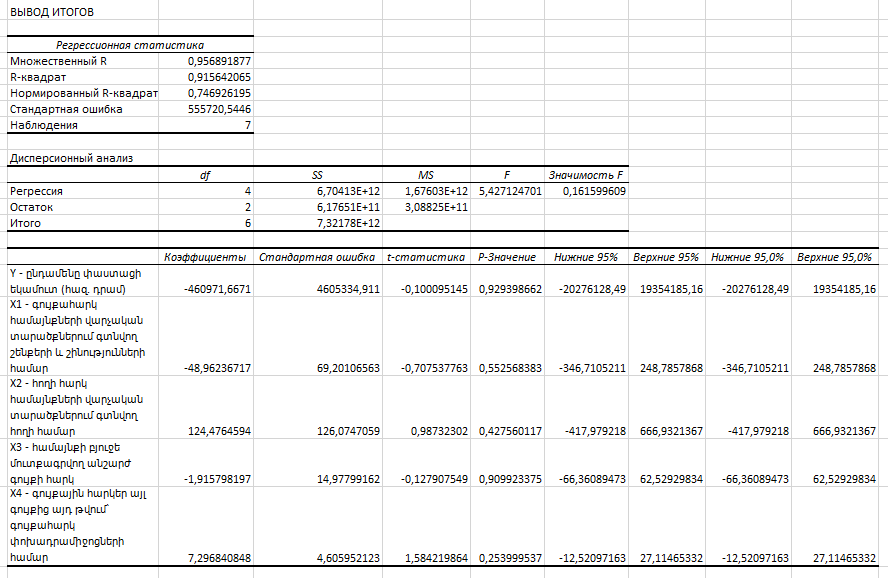 ВЫВОД ИТОГОВ
Регрессионная статистика
Множественный R 0,956891877
R-квадрат 0,915642065
Нормированный R-квадрат 0,746926195
Стандартная ошибка 555720,5446
Наблюдения 7
Дисперсионный анализ
df SS MS F Значимость F
Регрессия 4 6,70413E+12 1,67603E+12 5,427124701 0,161599609
Остаток 2 6,17651E+11 3,08825E+11
Итого 6 7,32178E+12
Коэффициенты Стандартная ошибка t-статистика P-Значение Нижние 95% Верхние 95% Нижние 95,0% Верхние 95,0%
Y - ընդամենը փաստացի
եկամուտ (հազ. դրամ) -460971,6671 4605334,911 -0,100095145 0,929398662 -20276128,49 19354185,16 -20276128,49 19354185,16
X1 - գույքահարկ
համայնքների վարչական
տարածքներում գտնվող
շենքերի և շինությունների
համար -48,96236717 69,20106563 -0,707537763 0,552568383 -346,7105211 248,7857868 -346,7105211 248,7857868
X2 - հողի հարկ
համայնքների վարչական
տարածքներում գտնվող
հողի համար 124,4764594 126,0747059 0,98732302 0,427560117 -417,979218 666,9321367 -417,979218 666,9321367
X3 - համայնքի բյուջե
մուտքագրվող անշարժ
գույքի հարկ -1,915798197 14,97799162 -0,127907549 0,909923375 -66,36089473 62,52929834 -66,36089473 62,52929834
X4 - գույքային հարկեր այլ
գույքից այդ թվում՝
գույքահարկ
փոխադրամիջոցների
համար 7,296840848 4,605952123 1,584219864 0,253999537 -12,52097163 27,11465332 -12,52097163 27,11465332